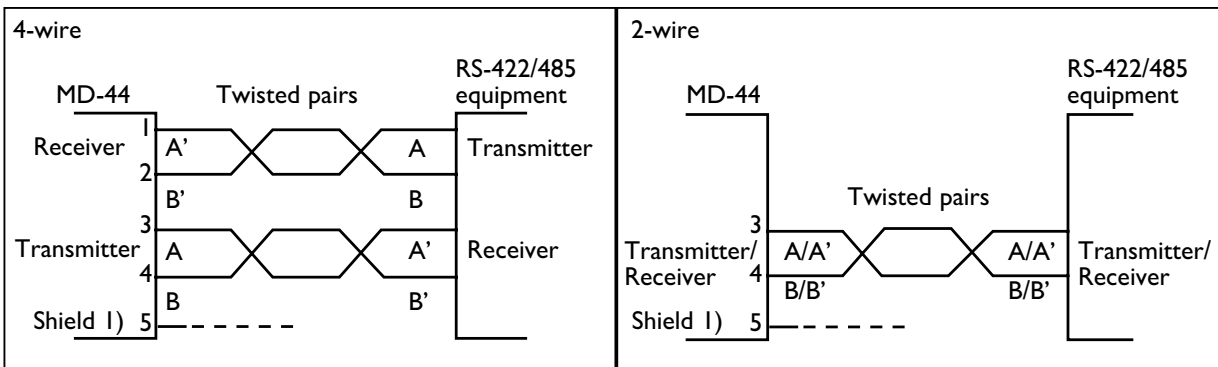 4-wire
RS-422/485
equipment
MD-44
Twisted pairs
1
Receiver
A’
A
Transmitter
2
B’
B
3
Transmitter
A
A’
Receiver
4
B
B’
Shield 1)
5
2-wire
RS-422/485
equipment
MD-44
Twisted pairs
3
Transmitter/
Receiver
A/A’
A/A’
Transmitter/
Receiver
4
B/B’
B/B’
Shield 1)
5